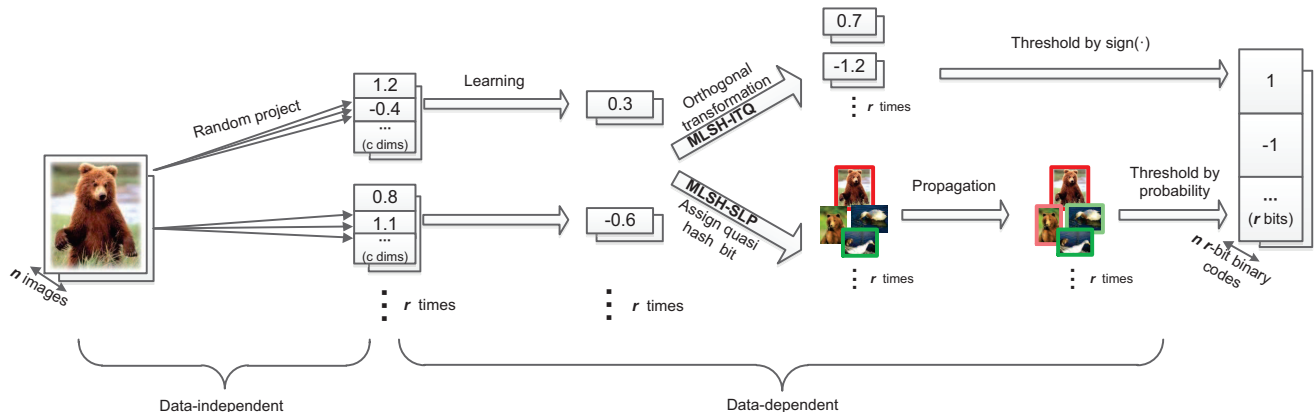 n images
Random project
1.2
-0.4
...
(c dims)
0.8
1.1
...
(c dims)
r times
Learning
0.3
-0.6
r times
Orthogonal
transformation
MLSH-ITQ
MLSH-SLP
Assign quasi
hash bit
0.7
-1.2
r times
Threshold by sign(·)
Propagation
r times
r times
Threshold by
probability
1
-1
...
(r bits)
n r-bit binary
codes
Data-independent
Data-dependent